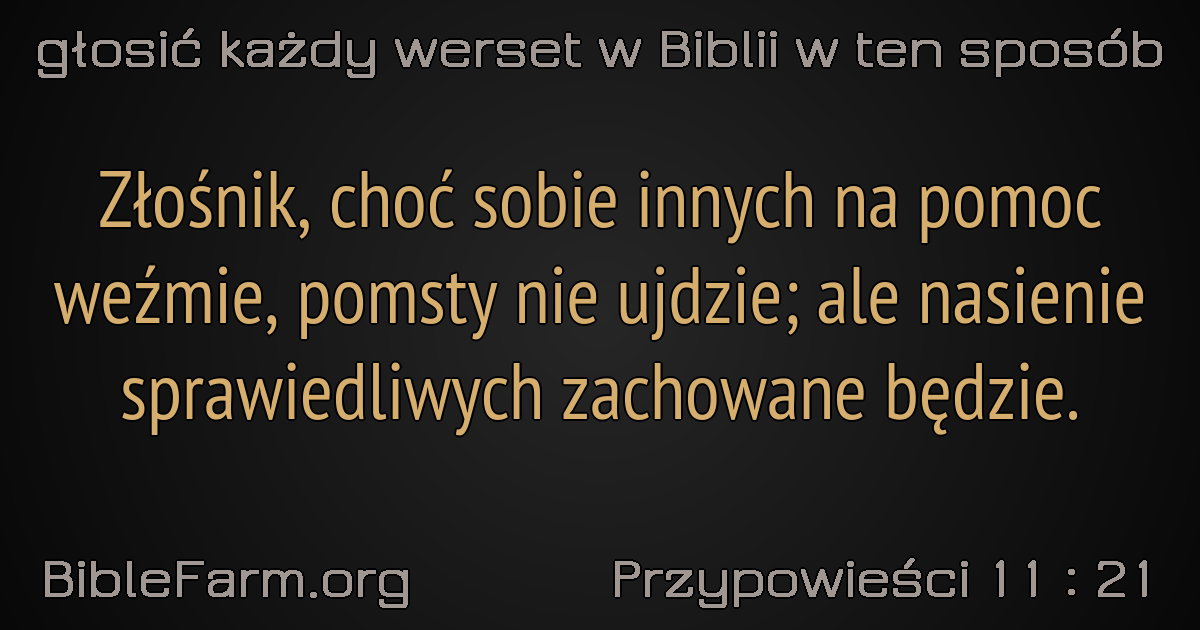 głosić każdy werset w Biblii w ten sposób
Złośnik, choć sobie innych na pomoc
weźmie, pomsty nie ujdzie; ale nasienie
sprawiedliwych zachowane będzie.
BibleFarm.org
Przypowieści 11 : 21